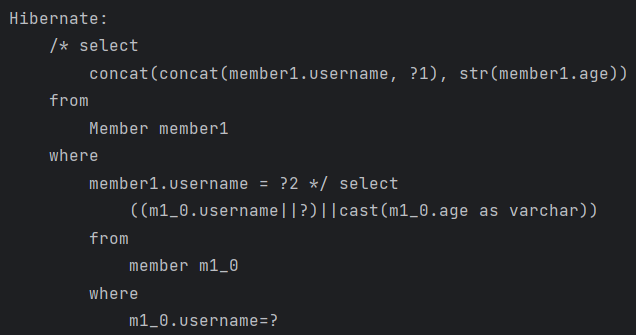 Hibernate:
/* select
concat(concat(member1.username, ?1), str(member1.age))
from
Member member1
where
member1.username = ?2 */ select
((m1_0.username||?)||cast(m1_0.age as varchar))
from
member m1_0
where
m1_0.username=?